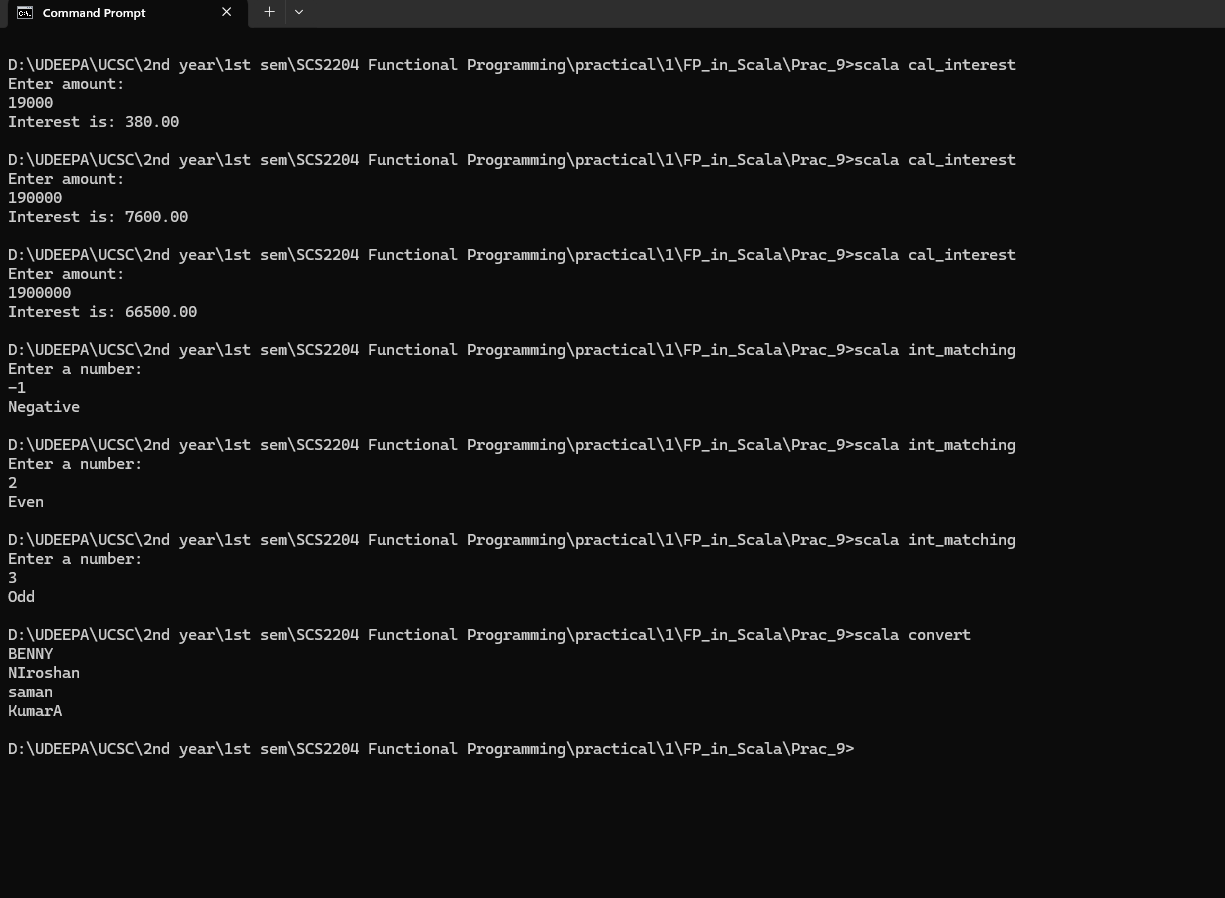 Command Prompt
D:\UDEEPA\UCSC\2nd year\1st sem\SCS2204 Functional Programming\practical\1\FP_in_Scala\Prac_9>scala cal_interest
Enter amount:
19000
Interest is: 380.00
D:\UDEEPA\UCSC\2nd year\1st sem\SCS2204 Functional Programming\practical\1\FP_in_Scala\Prac_9>scala cal_interest
Enter amount:
190000
Interest is: 7600.00
D:\UDEEPA\UCSC\2nd year\1st sem\SCS2204 Functional Programming\practical\1\FP_in_Scala\Prac_9>scala cal_interest
Enter amount:
1900000
Interest is: 66500.00
D:\UDEEPA\UCSC\2nd year\1st sem\SCS2204 Functional Programming\practical\1\FP_in_Scala\Prac_9>scala int_matching
Enter a number:
-1
Negative
D:\UDEEPA\UCSC\2nd year\1st sem\SCS2204 Functional Programming\practical\1\FP_in_Scala\Prac_9>scala int_matching
Enter a number:
2
Even
D:\UDEEPA\UCSC\2nd year\1st sem\SCS2204 Functional Programming\practical\1\FP_in_Scala\Prac_9>scala int_matching
Enter a number:
3
Odd
D:\UDEEPA\UCSC\2nd year\1st sem\SCS2204 Functional Programming\practical\1\FP_in_Scala\Prac_9>scala convert
BENNY
NIroshan
saman
KumarA
D:\UDEEPA\UCSC\2nd year\1st sem\SCS2204 Functional Programming\practical\1\FP_in_Scala\Prac_9>